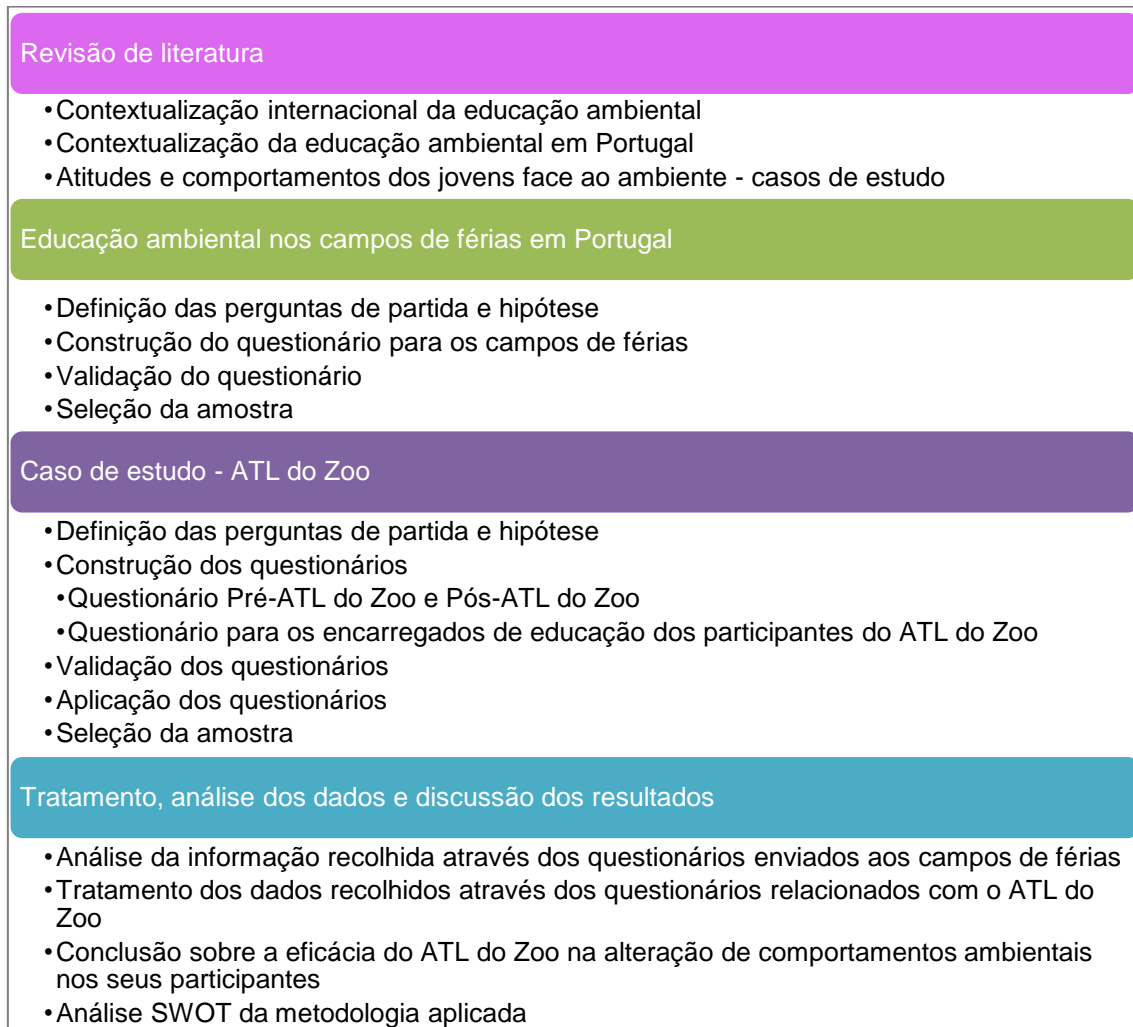 Revisão de literatura
•Contextualização internacional da educação ambiental
•Contextualização da educação ambiental em Portugal
•Atitudes e comportamentos dos jovens face ao ambiente - casos de estudo
Educação ambiental nos campos de férias em Portugal
•Definição das perguntas de partida e hipótese
•Construção do questionário para os campos de férias
•Validação do questionário
•Seleção da amostra
Caso de estudo - ATL do Zoo
•Definição das perguntas de partida e hipótese
•Construção dos questionários
•Questionário Pré-ATL do Zoo e Pós-ATL do Zoo
•Questionário para os encarregados de educação dos participantes do ATL do Zoo
•Validação dos questionários
•Aplicação dos questionários
•Seleção da amostra
Tratamento, análise dos dados e discussão dos resultados
•Análise da informação recolhida através dos questionários enviados aos campos de férias
•Tratamento dos dados recolhidos através dos questionários relacionados com o ATL do
Zoo
•Conclusão sobre a eficácia do ATL do Zoo na alteração de comportamentos ambientais
nos seus participantes
•Análise SWOT da metodologia aplicada